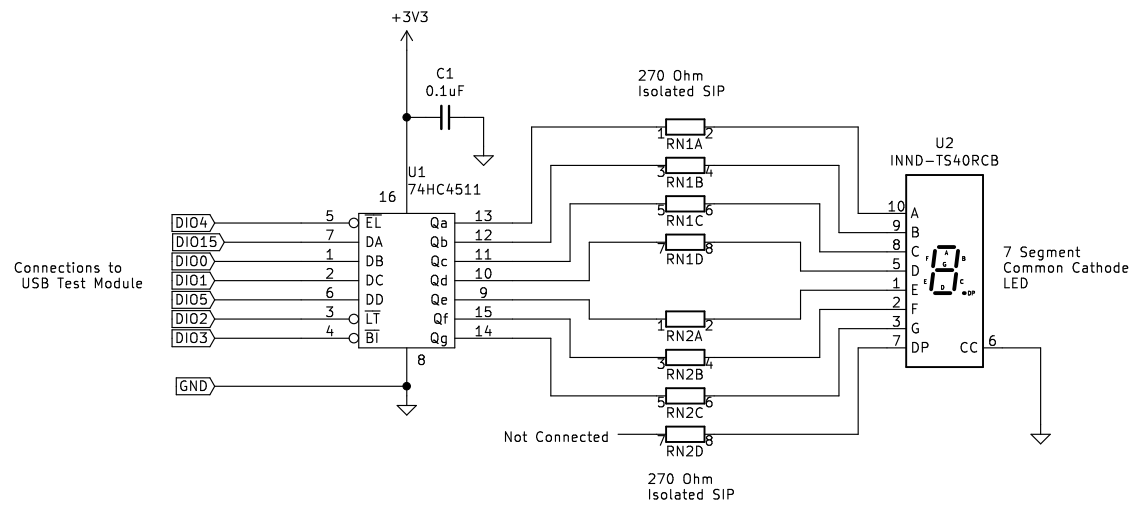 +3V3
C1
0.1uF
270 Ohm
Isolated SIP
1 2
RN1A
U2
INND-TS40RCB
U1
74HC4511
16
3 4
RN1B
5 6
RN1C
7 8
RN1D
DIO4 5 EL Qa 13
DIO15 7 DA Qb 12
DIO0 1 DB Qc 11
DIO1 2 DC Qd 10
DIO5 6 DD Qe 9
DIO2 3 LT Qf 15
DIO3 4 BI Qg 14
Connections to
USB Test Module
8
GND
10 A
9 B
8 C
5 D
1 E
2 F
3 G
7 DP CC 6
A
F B
G
E C
D
DP
7 Segment
Common Cathode
LED
1 2
RN2A
3 4
RN2B
5 6
RN2C
Not Connected 7 8
RN2D
270 Ohm
Isolated SIP